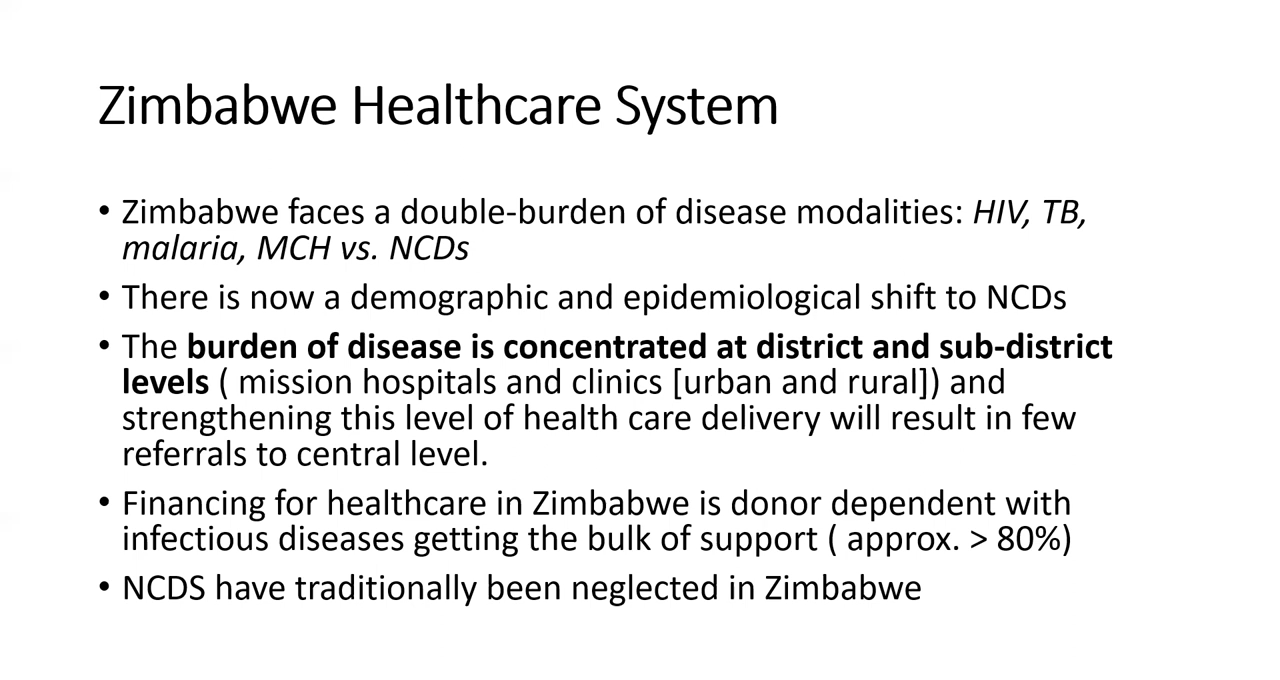 Zimbabwe Healthcare System
• Zimbabwe faces a double-burden of disease modalities: HIV, TB,
malaria, MCH vs. NCDs
• There is now a demographic and epidemiological shift to NCDs
• The burden of disease is concentrated at district and sub-district
levels ( mission hospitals and clinics [urban and rural]) and
strengthening this level of health care delivery will result in few
referrals to central level.
• Financing for healthcare in Zimbabwe is donor dependent with
infectious diseases getting the bulk of support ( approx. > 80%)
• NCDS have traditionally been neglected in Zimbabwe